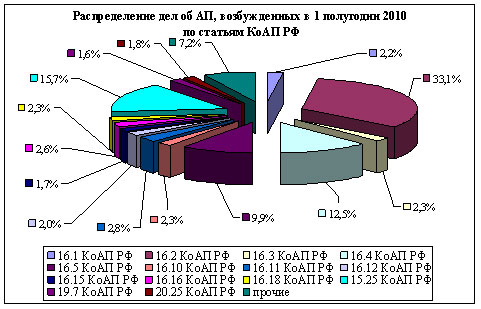 Распределение дел об АП, возбужденных в 1 полугодии 2010
по статьям КоАП РФ
7,2%
1,8%
2,2%
1,6%
33,1%
15,7%
2,3%
2,6%
1,7%
2,0%
2,8%
2,3%
9,9%
12,5%
2,3%
16.1 КоАП РФ 16.2 КоАП РФ 16.3 КоАП РФ 16.4 КоАП РФ
16.5 КоАП РФ 16.10 КоАП РФ 16.11 КоАП РФ 16.12 КоАП РФ
16.15 КоАП РФ 16.16 КоАП РФ 16.18 КоАП РФ 15.25 КоАП РФ
19.7 КоАП РФ 20.25 КоАП РФ прочие